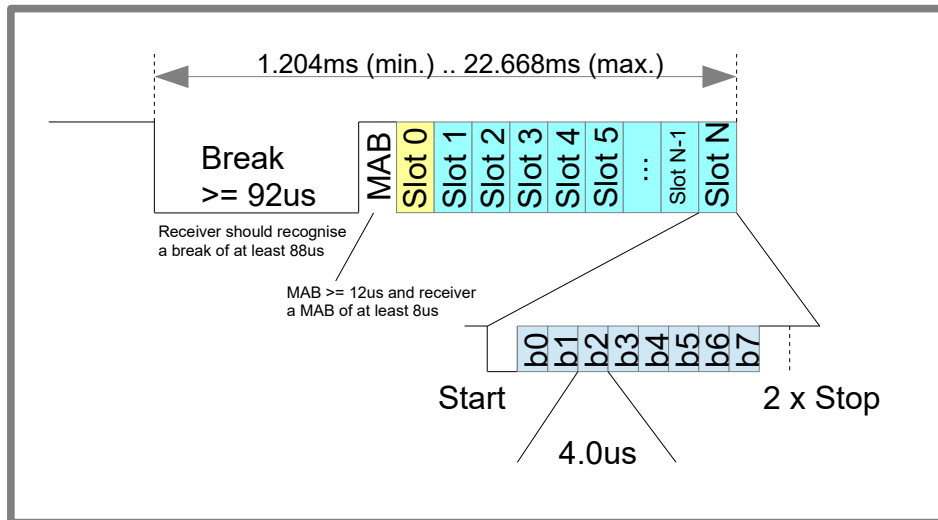 1.204ms (min.) .. 22.668ms (max.)
Break
>= 92us
MAB
Slot 0
Slot 1
Slot 2
Slot 3
Slot 4
Slot 5
...
Slot N-1
Slot N
Receiver should recognise
a break of at least 88us
MAB >= 12us and receiver
a MAB of at least 8us
b0
b1
b2
b3
b4
b5
b6
b7
Start
2 x Stop
4.0us